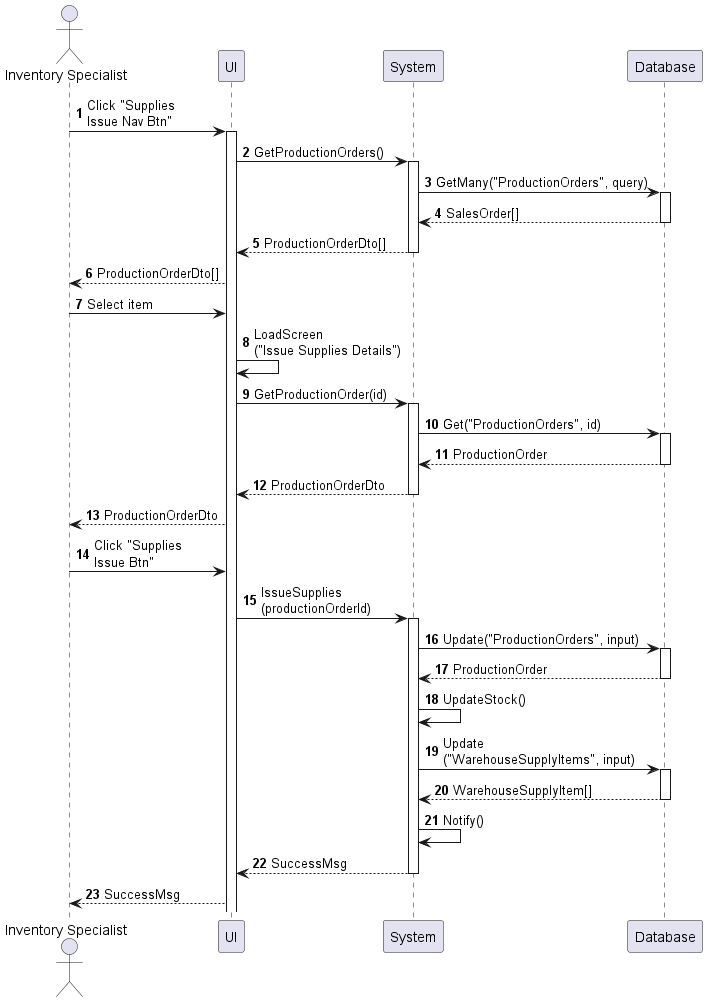 Inventory Specialist
UI
System
Database
1 Click "Supplies
Issue Nav Btn"
2 GetProductionOrders()
3 GetMany("ProductionOrders", query)
4 SalesOrder[]
5 ProductionOrderDto[]
6 ProductionOrderDto[]
7 Select item
8 LoadScreen
("Issue Supplies Details")
9 GetProductionOrder(id)
10 Get("ProductionOrders", id)
11 ProductionOrder
12 ProductionOrderDto
13 ProductionOrderDto
14 Click "Supplies
Issue Btn"
15 IssueSupplies
(productionOrderId)
16 Update("ProductionOrders", input)
17 ProductionOrder
18 UpdateStock()
19 Update
("WarehouseSupplyItems", input)
20 WarehouseSupplyItem[]
21 Notify()
22 SuccessMsg
23 SuccessMsg
Inventory Specialist
UI
System
Database